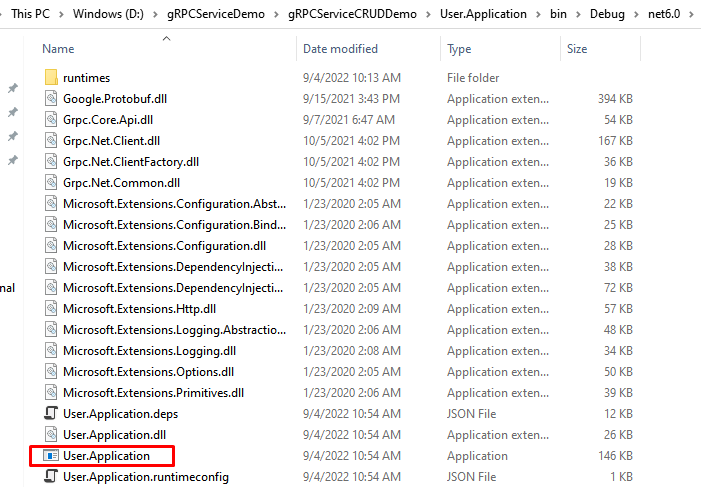 This PC > Windows (D:) > gRPCServiceDemo > gRPCServiceCRUDDemo > User.Application > bin > Debug > net6.0 >
Name Date modified Type Size
runtimes 9/4/2022 10:13 AM File folder
Google.Protobuf.dll 9/15/2021 3:43 PM Application exten... 394 KB
Grpc.Core.Api.dll 9/7/2021 6:47 AM Application exten... 54 KB
Grpc.Net.Client.dll 10/5/2021 4:02 PM Application exten... 167 KB
Grpc.Net.ClientFactory.dll 10/5/2021 4:02 PM Application exten... 36 KB
Grpc.Net.Common.dll 10/5/2021 4:02 PM Application exten... 19 KB
Microsoft.Extensions.Configuration.Abst... 1/23/2020 2:05 AM Application exten... 22 KB
Microsoft.Extensions.Configuration.Bind... 1/23/2020 2:06 AM Application exten... 25 KB
Microsoft.Extensions.Configuration.dll 1/23/2020 2:05 AM Application exten... 28 KB
Microsoft.Extensions.DependencyInjecti... 1/23/2020 2:05 AM Application exten... 38 KB
nal Microsoft.Extensions.DependencyInjecti... 1/23/2020 2:05 AM Application exten... 72 KB
Microsoft.Extensions.Http.dll 1/23/2020 2:09 AM Application exten... 57 KB
Microsoft.Extensions.Logging.Abstractio... 1/23/2020 2:06 AM Application exten... 48 KB
Microsoft.Extensions.Logging.dll 1/23/2020 2:08 AM Application exten... 34 KB
Microsoft.Extensions.Options.dll 1/23/2020 2:06 AM Application exten... 50 KB
Microsoft.Extensions.Primitives.dll 1/23/2020 2:06 AM Application exten... 39 KB
User.Application.deps 9/4/2022 10:54 AM JSON File 12 KB
User.Application.dll 9/4/2022 10:54 AM Application exten... 26 KB
User.Application 9/4/2022 10:54 AM Application 146 KB
User.Application.runtimeconfig 9/4/2022 10:54 AM JSON File 1 KB